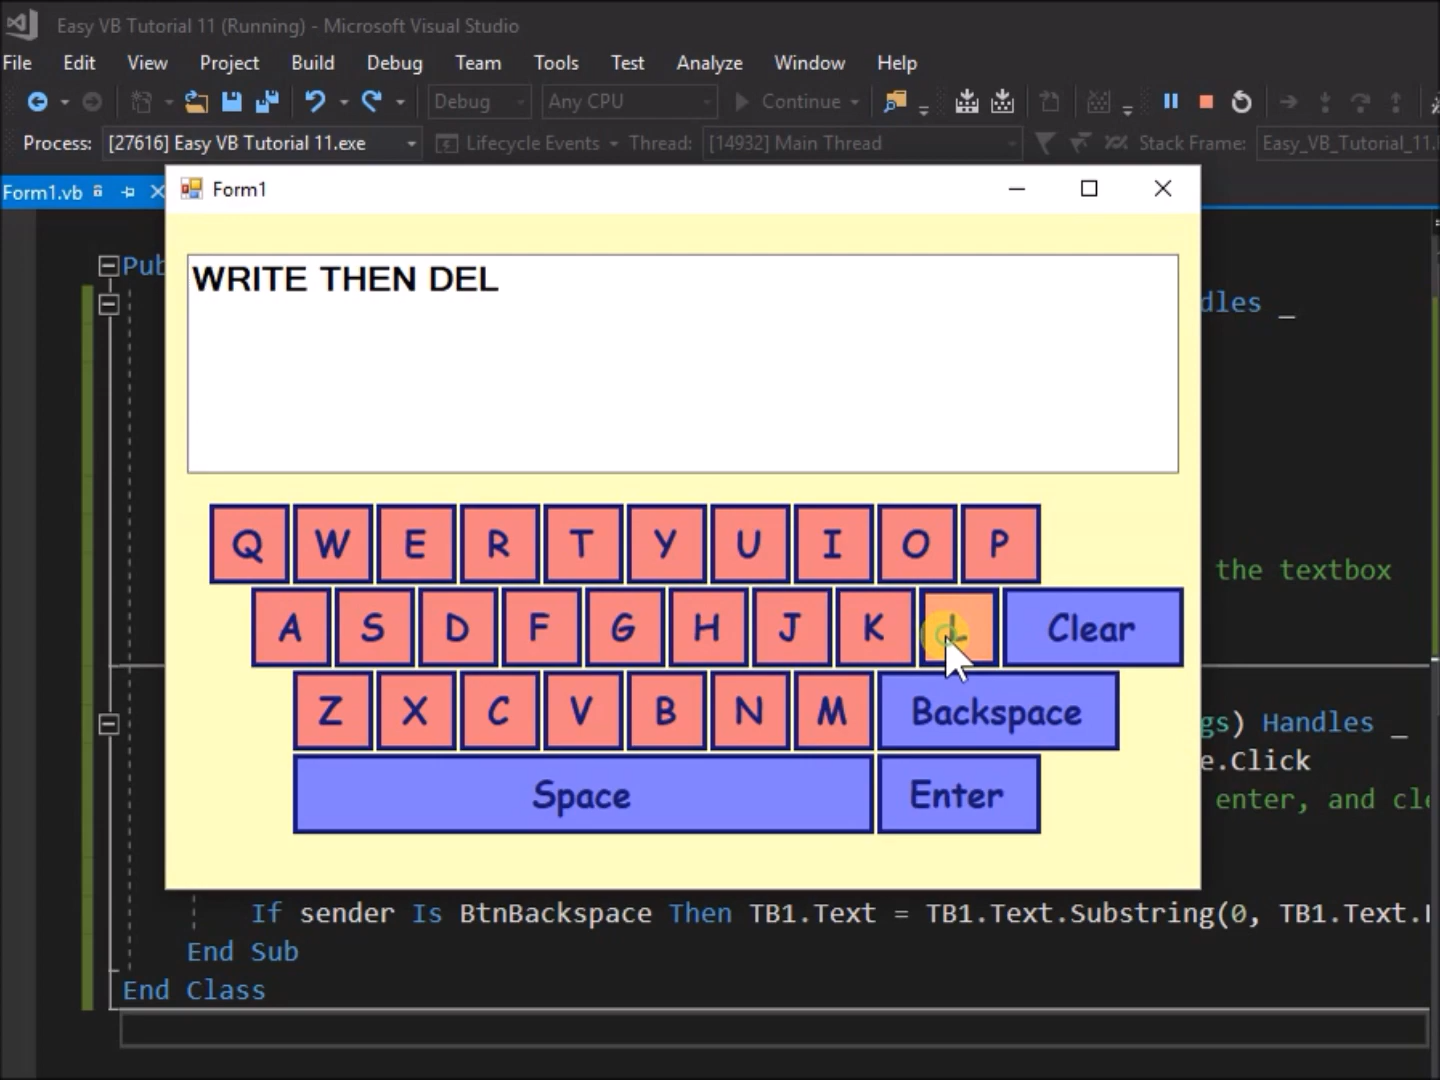 Easy VB Tutorial 11 (Running) - Microsoft Visual Studio
File Edit View Project Build Debug Team Tools Test Analyze Window Help
Debug Any CPU Continue
Process: [27616] Easy VB Tutorial 11.exe Lifecycle Events Thread: [14932] Main Thread Stack Frame: Easy_VB_Tutorial_11.
Form1.vb
Form1
Pub
WRITE THEN DEL
dles _
Q W E R T Y U I O P
the textbox
A S D F G H J K L Clear
Z X C V B N M Backspace
gs) Handles _
e.Click
Space Enter
enter, and cle
If sender Is BtnBackspace Then TB1.Text = TB1.Text.Substring(0, TB1.Text.
End Sub
End Class